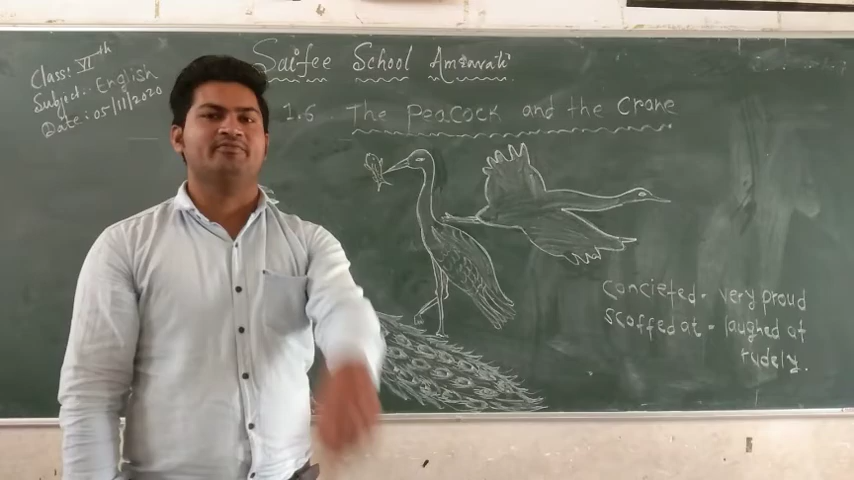 Class: VIth
Subject:- English
Date: 05/11/2020
Saifee School Amravati
1.6 The Peacock and the Crane
Concieted - very proud
Scoffed at - laughed at
rudely.